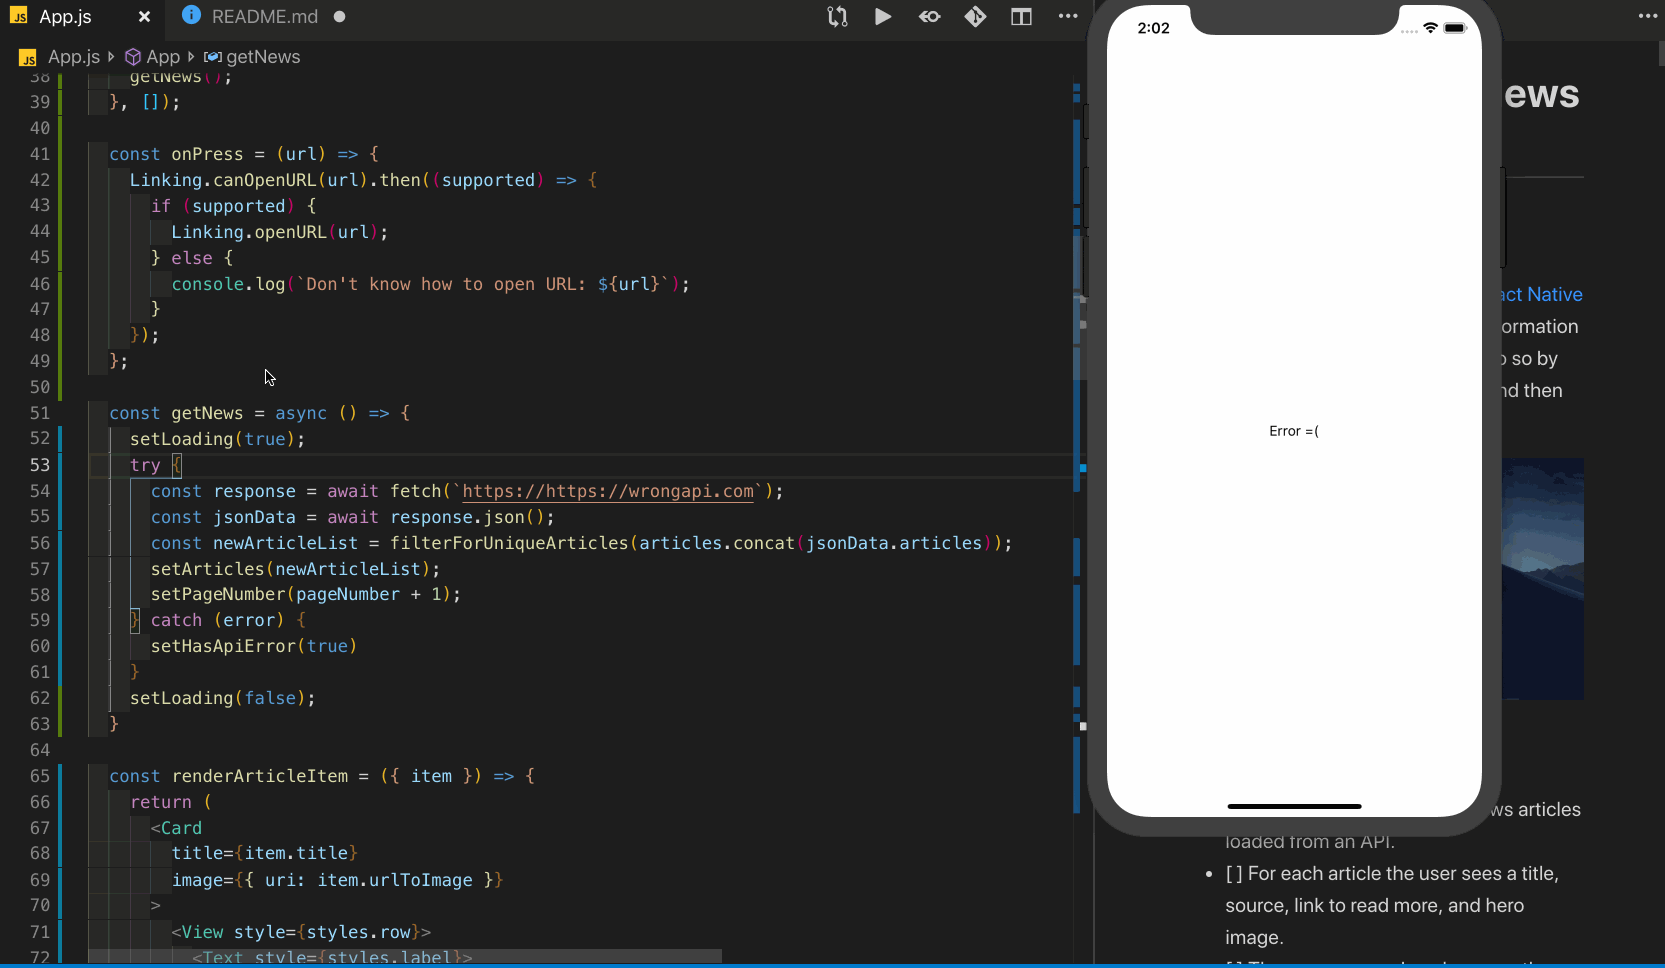 JS App.js × README.md
JS App.js App getNews
38 getNews();
39 }, []);
40
41 const onPress = (url) => {
42 Linking.canOpenURL(url).then((supported) => {
43 if (supported) {
44 Linking.openURL(url);
45 } else {
46 console.log(`Don't know how to open URL: ${url}`);
47 }
48 });
49 };
50
51 const getNews = async () => {
52 setLoading(true);
53 try {
54 const response = await fetch(`https://https://wrongapi.com`);
55 const jsonData = await response.json();
56 const newArticleList = filterForUniqueArticles(articles.concat(jsonData.articles));
57 setArticles(newArticleList);
58 setPageNumber(pageNumber + 1);
59 } catch (error) {
60 setHasApiError(true)
61 }
62 setLoading(false);
63 }
64
65 const renderArticleItem = ({ item }) => {
66 return (
67 <Card
68 title={item.title}
69 image={{ uri: item.urlToImage }}
70 >
71 <View style={styles.row}>
72 <Text style={styles.label}>
2:02
Error =(
ews
act Native
ormation
o so by
nd then
ws articles
loaded from an API.
• [ ] For each article the user sees a title,
source, link to read more, and hero
image.